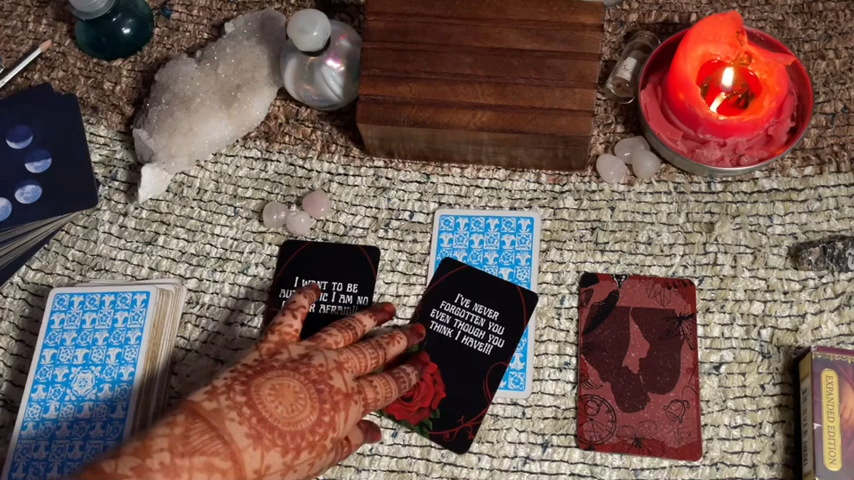 I WANT TO BE
I AM NO
AFRAID!!
I'VE NEVER
FORGOTTEN YOU
EVEN THOUGH YOU
THINK I HAVE!!!
EXPANDED EDITION